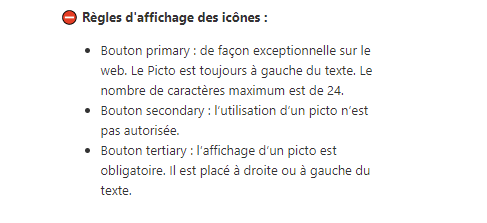 ⛔ Règles d'affichage des icônes :
• Bouton primary : de façon exceptionnelle sur le
web. Le Picto est toujours à gauche du texte. Le
nombre de caractères maximum est de 24.
• Bouton secondary : l'utilisation d'un picto n'est
pas autorisée.
• Bouton tertiary : l'affichage d'un picto est
obligatoire. Il est placé à droite ou à gauche du
texte.